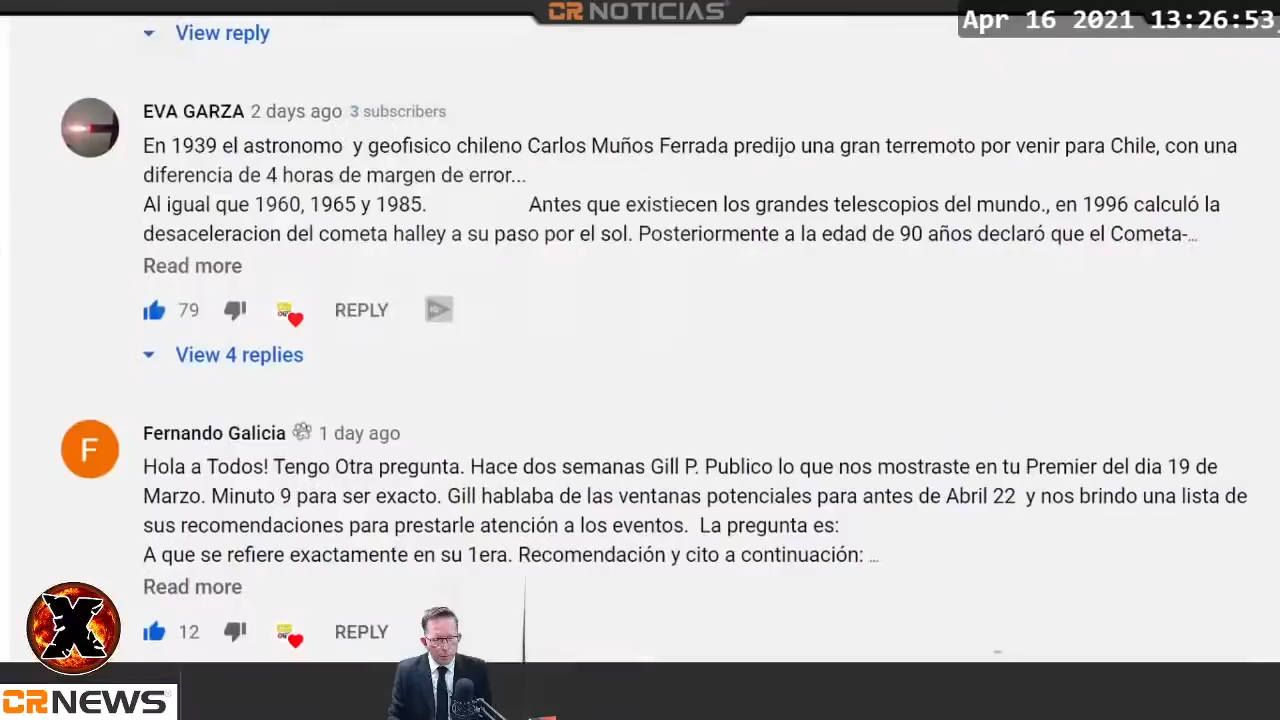 CR NOTICIAS
Apr 16 2021 13:26:53
View reply
EVA GARZA 2 days ago 3 subscribers
En 1939 el astronomo y geofisico chileno Carlos Muños Ferrada predijo una gran terremoto por venir para Chile, con una
diferencia de 4 horas de margen de error...
Al igual que 1960, 1965 y 1985. Antes que existiecen los grandes telescopios del mundo., en 1996 calculó la
desaceleracion del cometa halley a su paso por el sol. Posteriormente a la edad de 90 años declaró que el Cometa-...
Read more
79 REPLY
View 4 replies
F
Fernando Galicia 1 day ago
Hola a Todos! Tengo Otra pregunta. Hace dos semanas Gill P. Publico lo que nos mostraste en tu Premier del dia 19 de
Marzo. Minuto 9 para ser exacto. Gill hablaba de las ventanas potenciales para antes de Abril 22 y nos brindo una lista de
sus recomendaciones para prestarle atención a los eventos. La pregunta es:
A que se refiere exactamente en su 1era. Recomendación y cito a continuación: ...
Read more
12 REPLY
X
CRNEWS